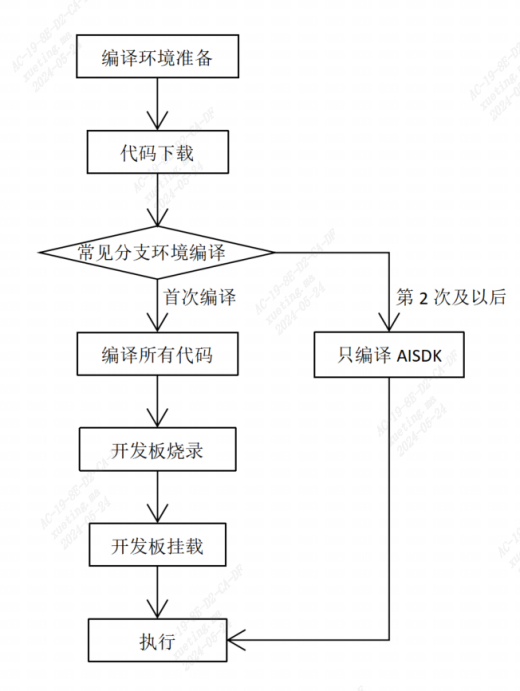 编译环境准备
代码下载
常见分支环境编译
首次编译
第 2 次及以后
编译所有代码
只编译 AISDK
开发板烧录
开发板挂载
执行